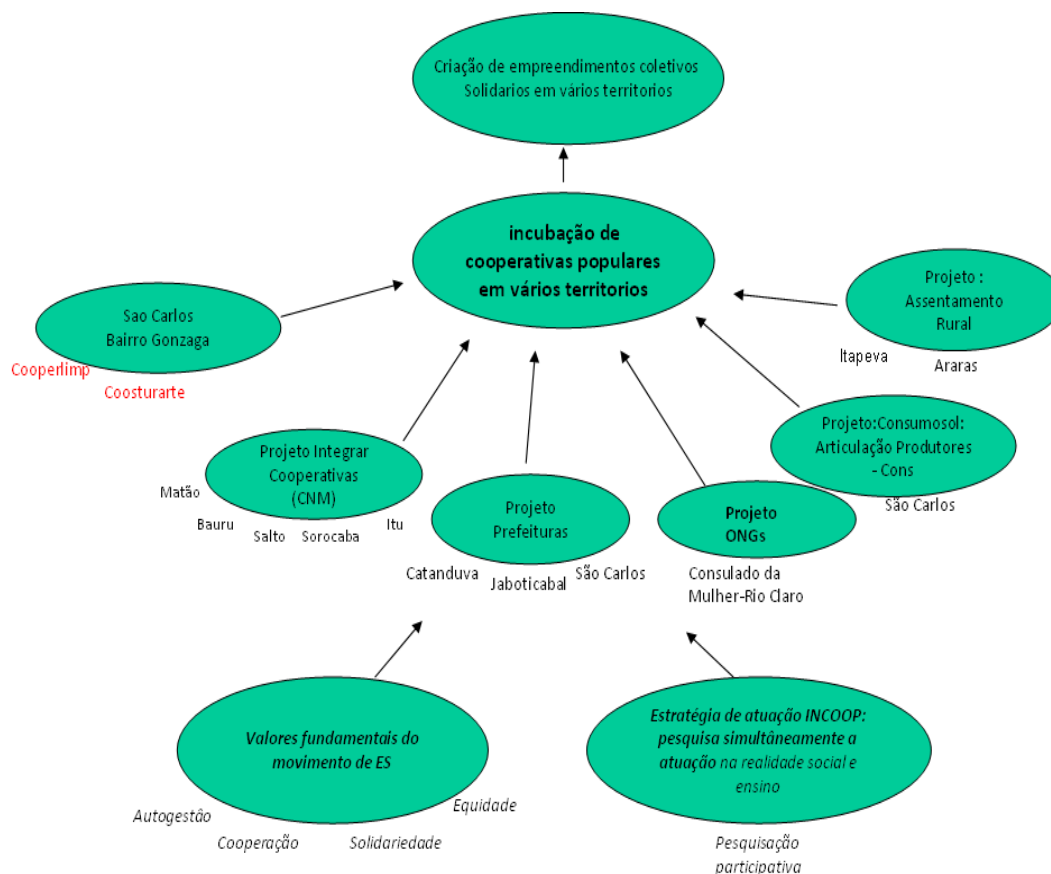 Criação de empreendimentos coletivos
Solidarios em vários territorios
incubação de
cooperativas populares
em vários territorios
Projeto :
Assentamento
Rural
Itapeva
Araras
Sao Carlos
Bairro Gonzaga
Cooperlimp
Coosturarte
Projeto:Consumosol:
Articulação Produtores
- Cons
São Carlos
Projeto Integrar
Cooperativas
(CNM)
Matão
Bauru
Salto
Sorocaba
Itu
Projeto
Prefeituras
Catanduva
Jaboticabal
São Carlos
Projeto
ONGs
Consulado da
Mulher-Rio Claro
Valores fundamentais do
movimento de ES
Autogestâo
Cooperação
Solidariedade
Equidade
Estratégia de atuação INCOOP:
pesquisa simultâneamente a
atuação na realidade social e
ensino
Pesquisação
participativa